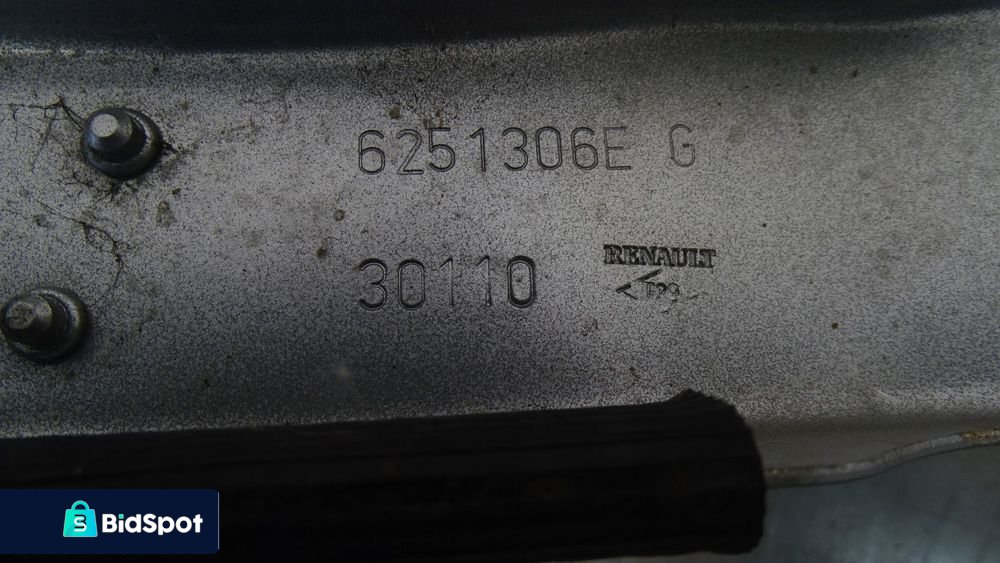 6251306E G
30110
RENAULT
BidSpot